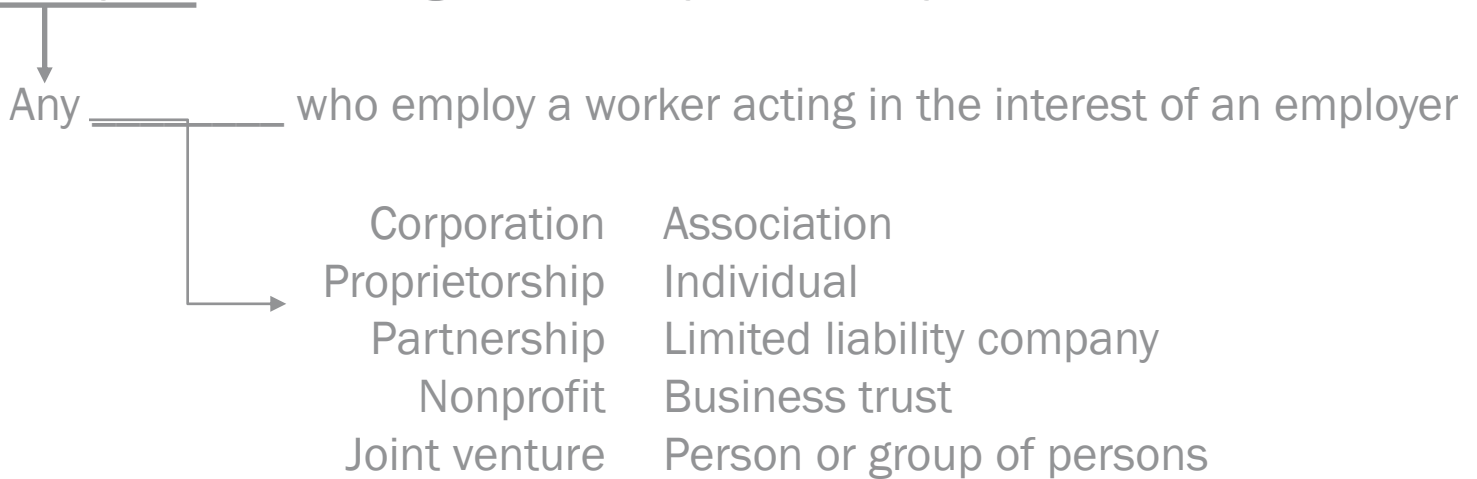 Any ________ who employ a worker acting in the interest of an employer
Corporation Association
Proprietorship Individual
Partnership Limited liability company
Nonprofit Business trust
Joint venture Person or group of persons